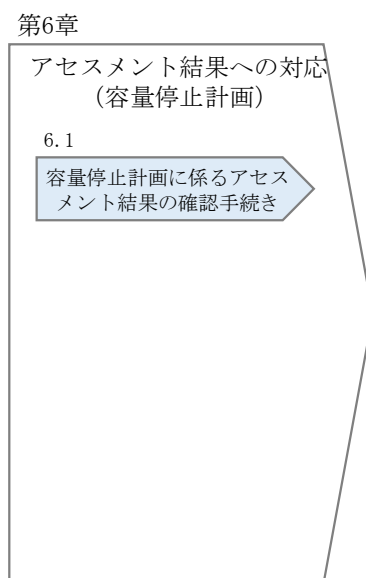 第6章
アセスメント結果への対応
（容量停止計画）
6.1
容量停止計画に係るアセス
メント結果の確認手続き